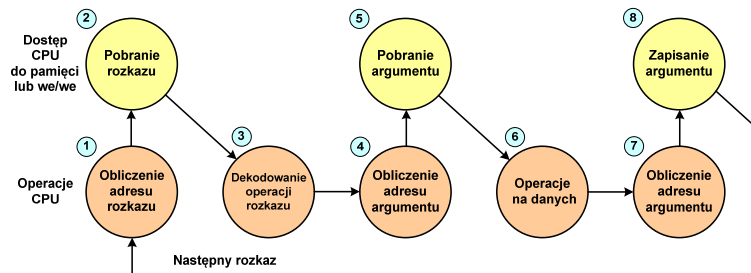 2
5
8
Dostęp
CPU
do pamięci
lub we/we
Pobranie
rozkazu
Pobranie
argumentu
Zapisanie
argumentu
1
3
4
6
7
Operacje
CPU
Obliczenie
adresu
rozkazu
Dekodowanie
operacji
rozkazu
Obliczenie
adresu
argumentu
Operacje
na danych
Obliczenie
adresu
argumentu
Następny rozkaz